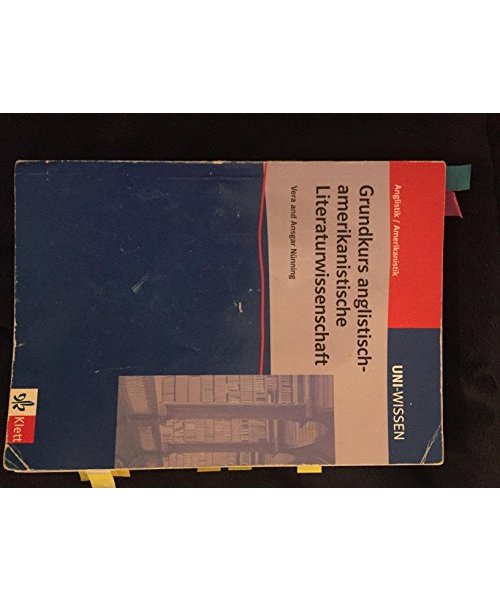 UNI-WISSEN
Anglistik / Amerikanistik
Grundkurs anglistisch-
amerikanistische
Literaturwissenschaft
Vera and Ansgar Nünning
Klett